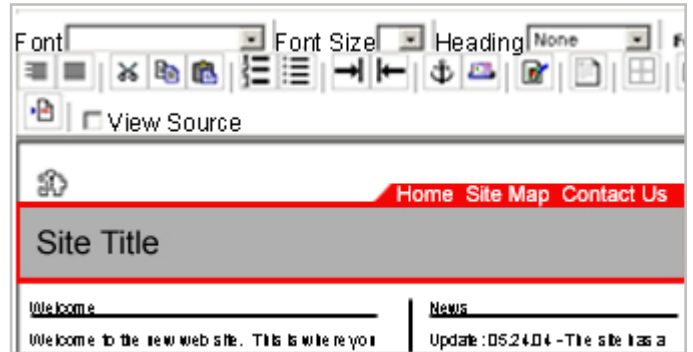 Font Font Size Heading None
View Source
Home Site Map Contact Us
Site Title
Welcome News
Welcome to the new web site. This is where you Update: 05.24.04 - The site has a